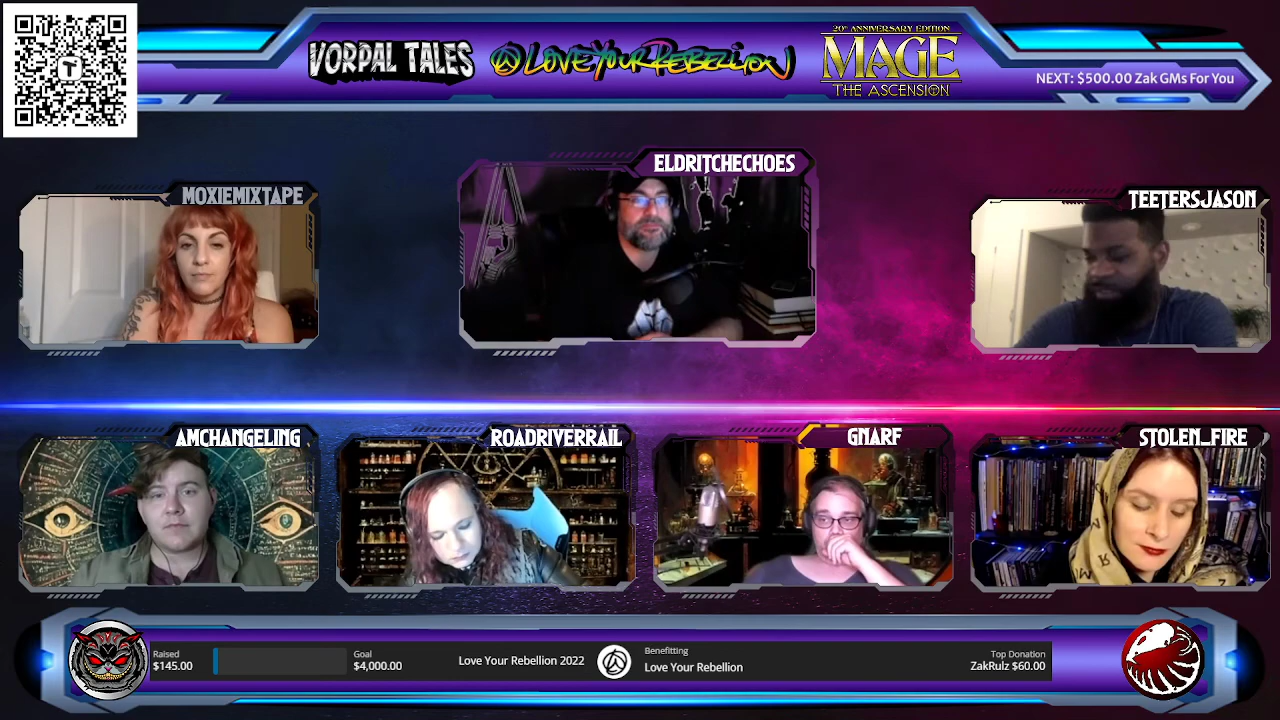 VORPAL TALES
@LOVEYOURREBELLION
20th ANNIVERSARY EDITION
MAGE
THE ASCENSION
NEXT: $500.00 Zak GMs For You
ELDRITCHECHOES
MOXIEMIXTAPE
TEETERSJASON
AMCHANGELING
ROADRIVERRAIL
GNARF
STOLEN_FIRE
Raised
$145.00
Goal
$4,000.00
Love Your Rebellion 2022
Benefitting
Love Your Rebellion
Top Donation
ZakRulz $60.00